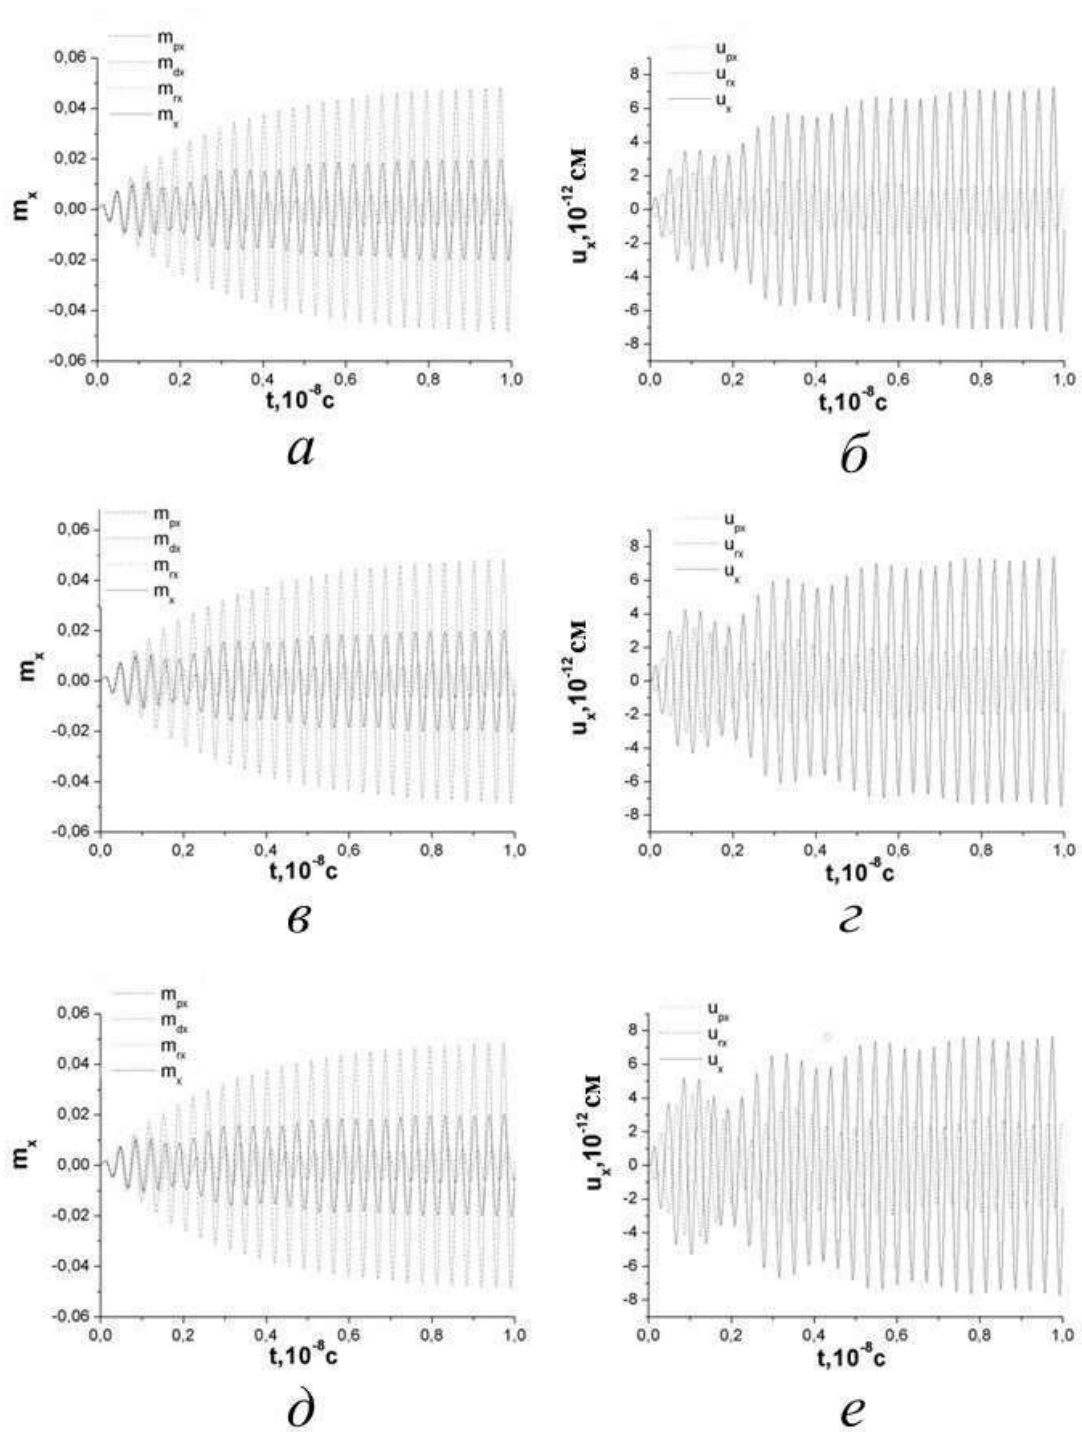 m_px
m_dx
m_rx
m_x
0,06
0,04
0,02
0,00
-0,02
-0,04
-0,06
m_x
0,0 0,2 0,4 0,6 0,8 1,0
t,10^-8 c
а
u_px
u_rx
u_x
8
6
4
2
0
-2
-4
-6
-8
u_x,10^-12 см
0,0 0,2 0,4 0,6 0,8 1,0
t,10^-8 c
б
m_px
m_dx
m_rx
m_x
0,06
0,04
0,02
0,00
-0,02
-0,04
-0,06
m_x
0,0 0,2 0,4 0,6 0,8 1,0
t,10^-8 c
в
u_px
u_rx
u_x
8
6
4
2
0
-2
-4
-6
-8
u_x,10^-12 см
0,0 0,2 0,4 0,6 0,8 1,0
t,10^-8 c
г
m_px
m_dx
m_rx
m_x
0,06
0,04
0,02
0,00
-0,02
-0,04
-0,06
m_x
0,0 0,2 0,4 0,6 0,8 1,0
t,10^-8 c
д
u_px
u_rx
u_x
8
6
4
2
0
-2
-4
-6
-8
u_x,10^-12 см
0,0 0,2 0,4 0,6 0,8 1,0
t,10^-8 c
е